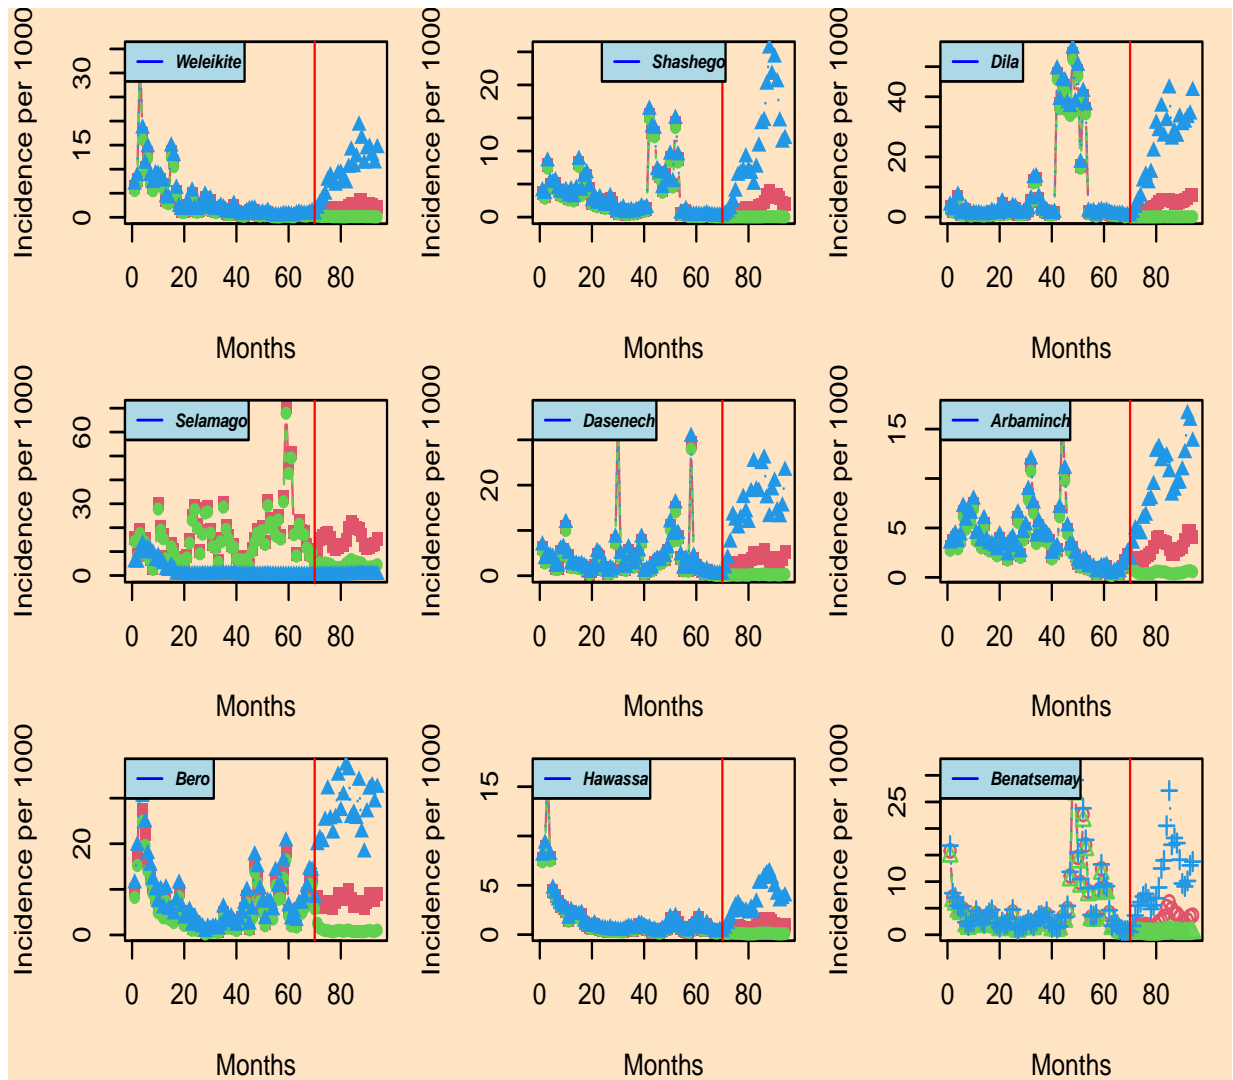 Incidence per 1000
0 15 30
Weleikite
0 20 40 60 80
Months
Incidence per 1000
0 10 20
Shashego
0 20 40 60 80
Months
Incidence per 1000
0 20 40
Dila
0 20 40 60 80
Months
Incidence per 1000
0 30 60
Selamago
0 20 40 60 80
Months
Incidence per 1000
0 20
Dasenech
0 20 40 60 80
Months
Incidence per 1000
0 5 15
Arbaminch
0 20 40 60 80
Months
Incidence per 1000
0 20
Bero
0 20 40 60 80
Months
Incidence per 1000
0 5 15
Hawassa
0 20 40 60 80
Months
Incidence per 1000
0 10 25
Benatsemay
0 20 40 60 80
Months